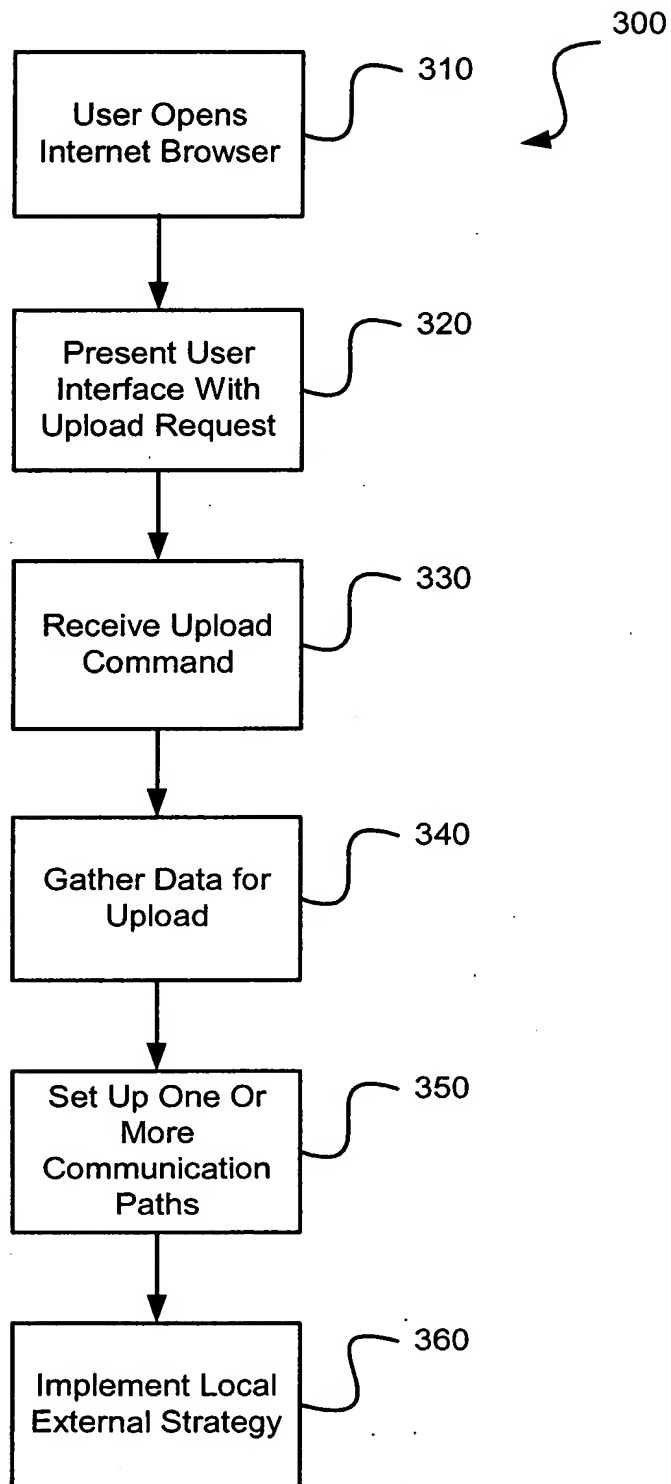 300
310
User Opens
Internet Browser
320
Present User
Interface With
Upload Request
330
Receive Upload
Command
340
Gather Data for
Upload
350
Set Up One Or
More
Communication
Paths
360
Implement Local
External Strategy